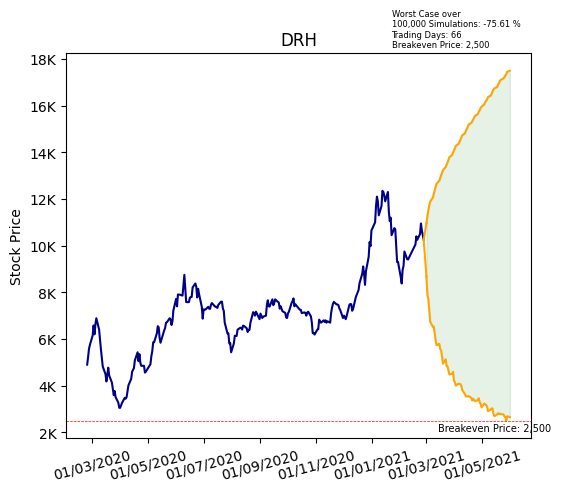 Worst Case over
100,000 Simulations: -75.61 %
Trading Days: 66
Breakeven Price: 2,500
DRH
18K
16K
14K
12K
10K
8K
6K
4K
2K
Stock Price
Breakeven Price: 2,500
01/03/2020
01/05/2020
01/07/2020
01/09/2020
01/11/2020
01/01/2021
01/03/2021
01/05/2021